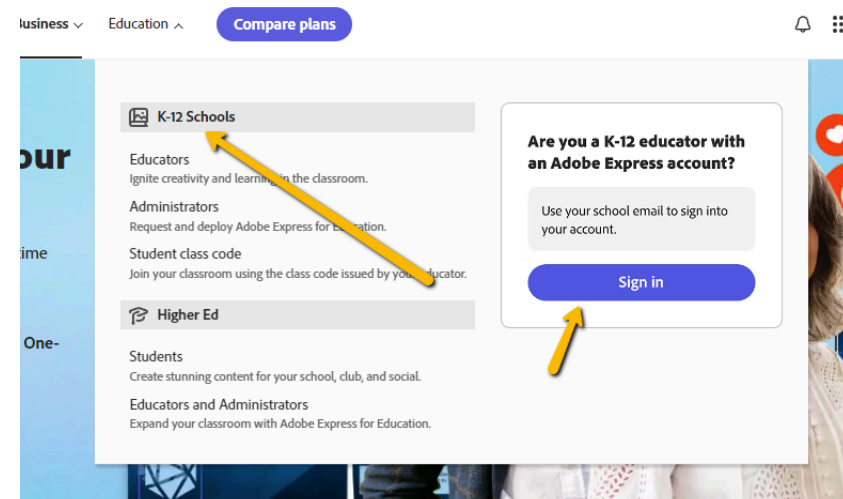 Business Education Compare plans
our
time
One-
K-12 Schools
Educators
Ignite creativity and learning in the classroom.
Administrators
Request and deploy Adobe Express for Education.
Student class code
Join your classroom using the class code issued by your educator.
Higher Ed
Students
Create stunning content for your school, club, and social.
Educators and Administrators
Expand your classroom with Adobe Express for Education.
Are you a K-12 educator with
an Adobe Express account?
Use your school email to sign into
your account.
Sign in